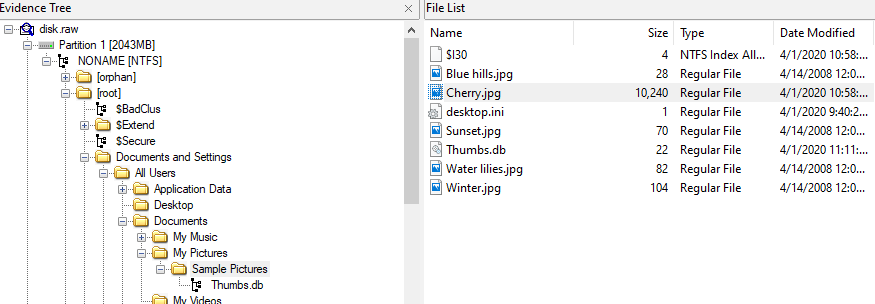 Evidence Tree
disk.raw
Partition 1 [2043MB]
NONAME [NTFS]
[orphan]
[root]
$BadClus
$Extend
$Secure
Documents and Settings
All Users
Application Data
Desktop
Documents
My Music
My Pictures
Sample Pictures
Thumbs.db
My Videos
File List
Name Size Type Date Modified
$I30 4 NTFS Index All... 4/1/2020 10:58:...
Blue hills.jpg 28 Regular File 4/14/2008 12:0...
Cherry.jpg 10,240 Regular File 4/1/2020 10:58:...
desktop.ini 1 Regular File 4/1/2020 9:40:2...
Sunset.jpg 70 Regular File 4/14/2008 12:0...
Thumbs.db 22 Regular File 4/1/2020 11:11:...
Water lilies.jpg 82 Regular File 4/14/2008 12:0...
Winter.jpg 104 Regular File 4/14/2008 12:0...